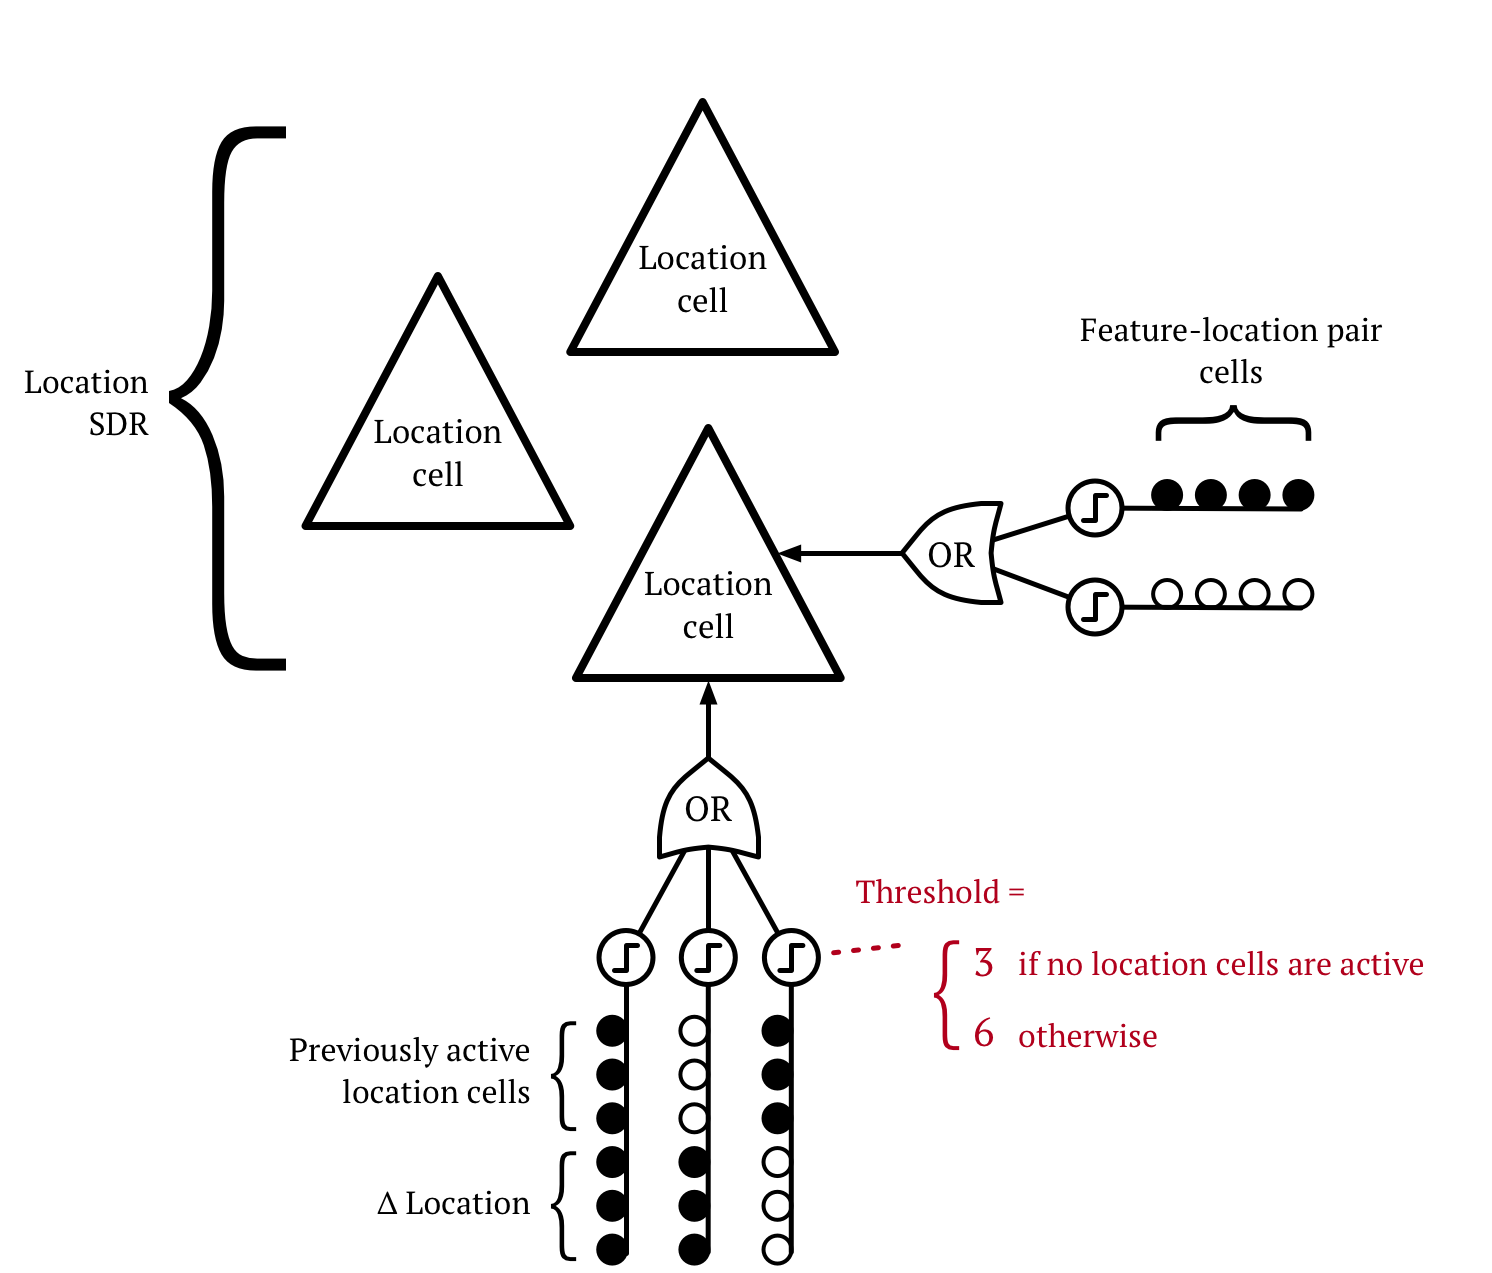 Location
cell
Location
SDR
Location
cell
Feature-location pair
cells
Location
cell
OR
OR
Threshold =
3 if no location cells are active
6 otherwise
Previously active
location cells
Δ Location